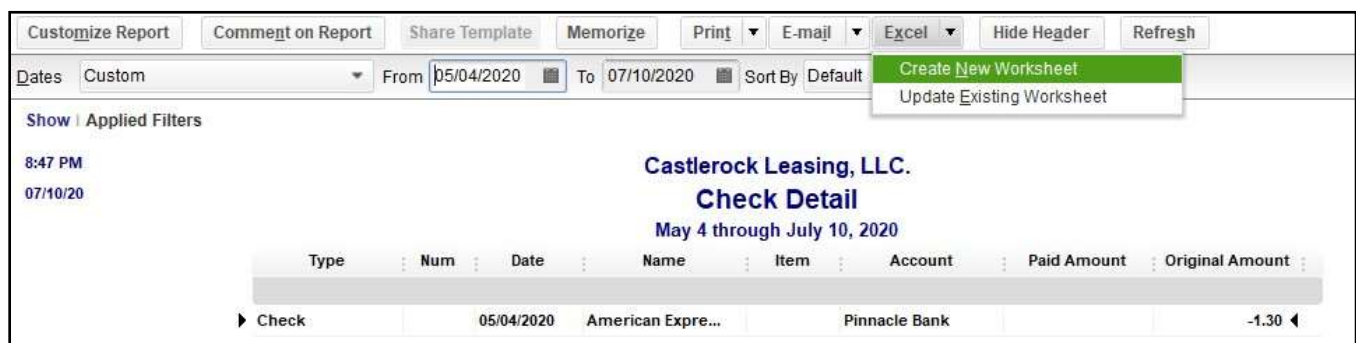 Customize Report Comment on Report Share Template Memorize Print E-mail Excel Hide Header Refresh
Dates Custom From 05/04/2020 To 07/10/2020 Sort By Default
Create New Worksheet
Update Existing Worksheet
Show Applied Filters
8:47 PM
07/10/20
Castlerock Leasing, LLC.
Check Detail
May 4 through July 10, 2020
Type Num Date Name Item Account Paid Amount Original Amount
Check 05/04/2020 American Expre... Pinnacle Bank -1.30